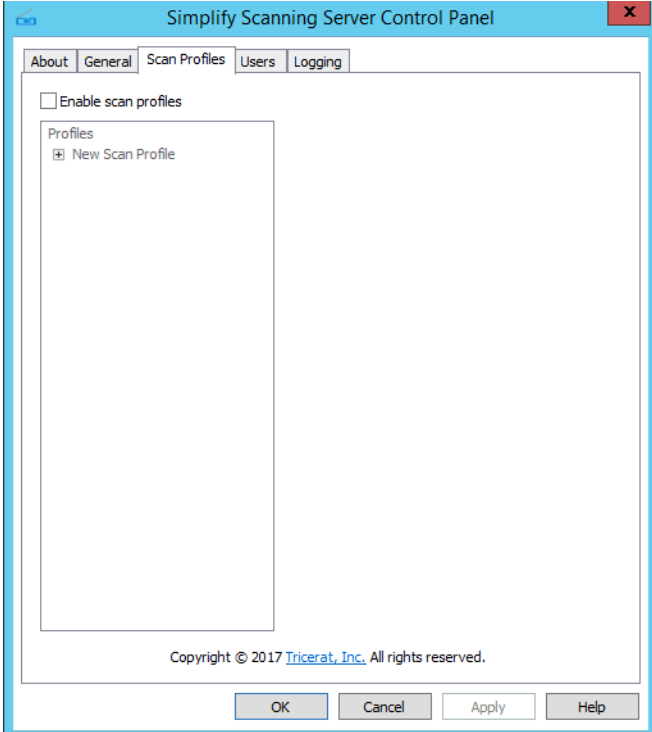 Simplify Scanning Server Control Panel
x
About General Scan Profiles Users Logging
Enable scan profiles
Profiles
New Scan Profile
Copyright © 2017 Tricerat, Inc. All rights reserved.
OK Cancel Apply Help